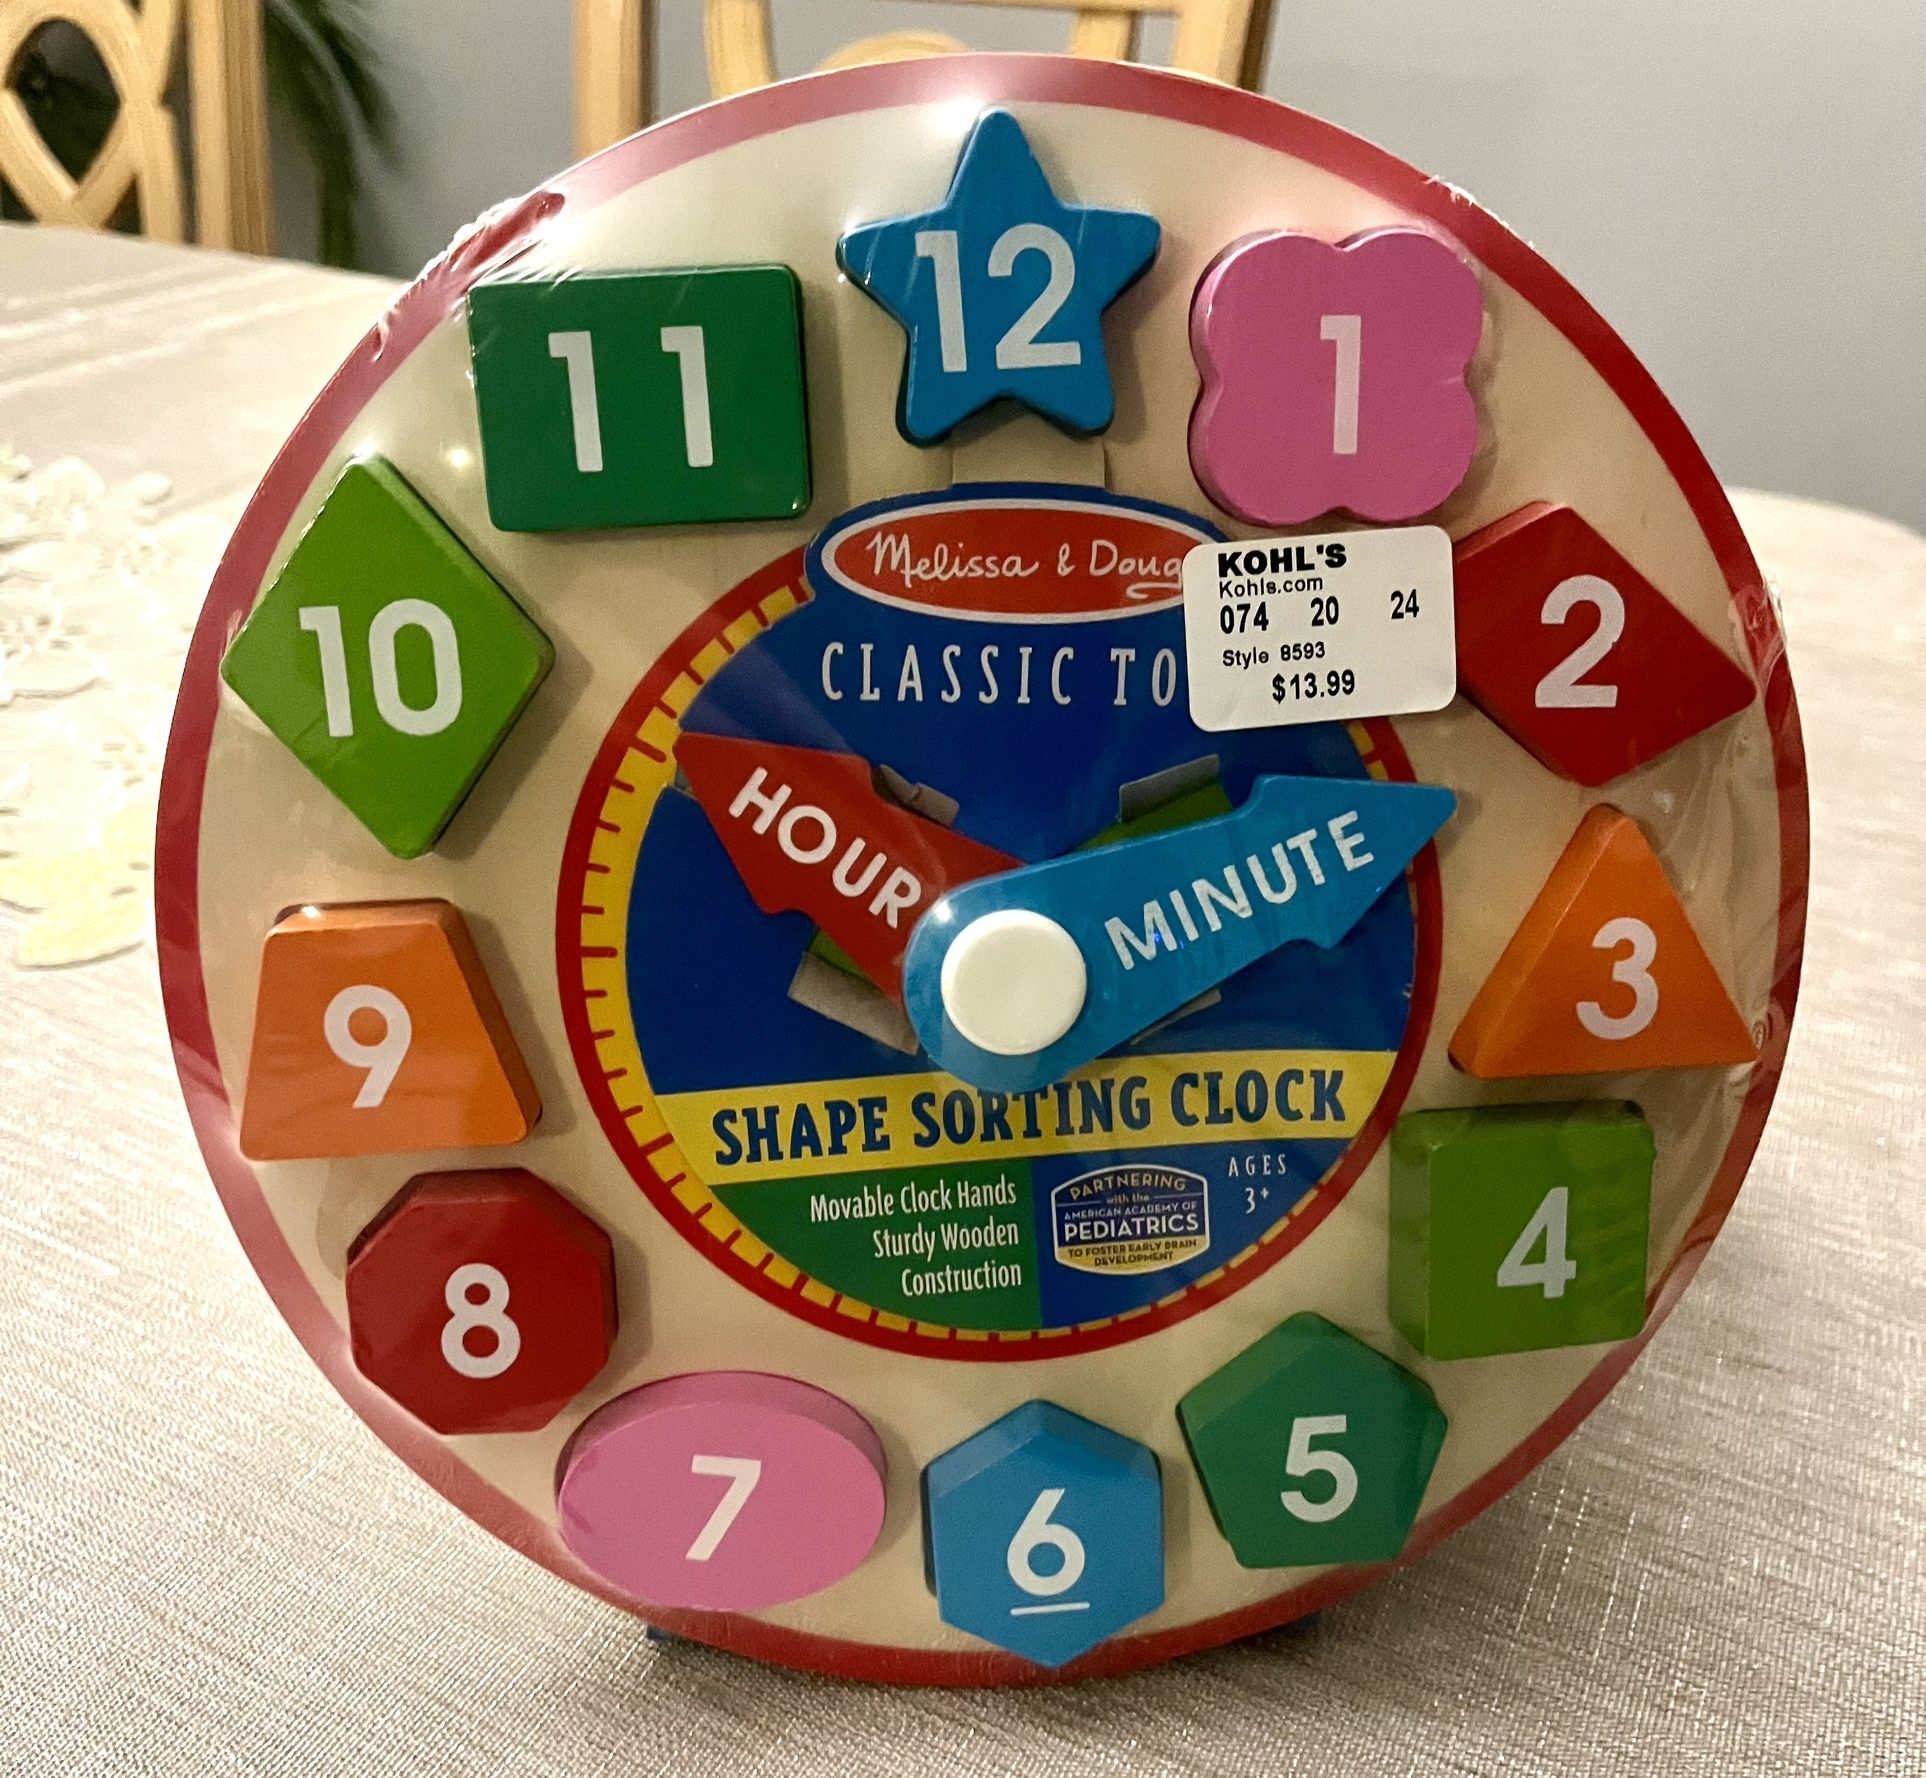 12
11
1
10
2
Melissa & Doug
KOHL'S
Kohls.com
074 20 24
Style 8593
$13.99
CLASSIC TO
HOUR
MINUTE
9
3
SHAPE SORTING CLOCK
Movable Clock Hands
Sturdy Wooden
Construction
PARTNERING
with the
AMERICAN ACADEMY OF
PEDIATRICS
TO FOSTER EARLY BRAIN
DEVELOPMENT
AGES
3+
8
4
7
6
5